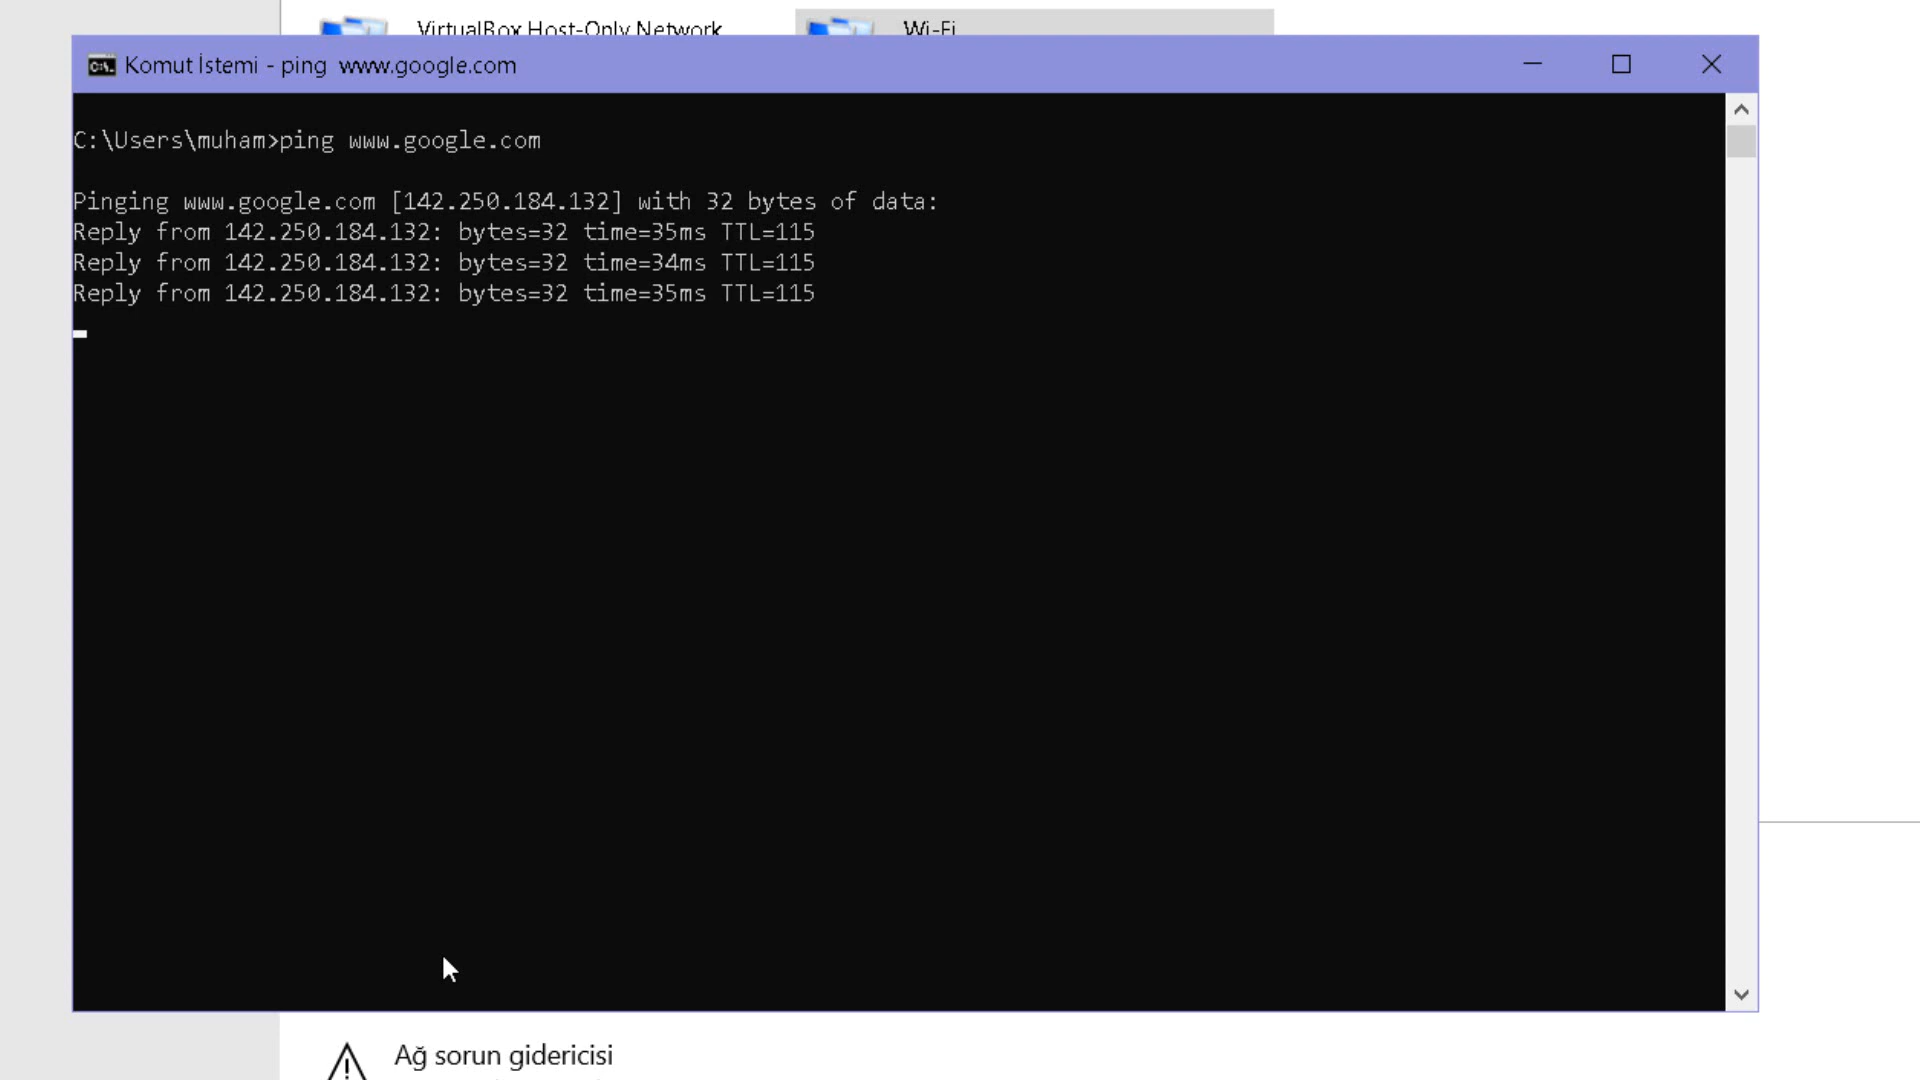 VirtualBox Host-Only Network
Wi-Fi
Komut İstemi - ping www.google.com
C:\Users\muham>ping www.google.com
Pinging www.google.com [142.250.184.132] with 32 bytes of data:
Reply from 142.250.184.132: bytes=32 time=35ms TTL=115
Reply from 142.250.184.132: bytes=32 time=34ms TTL=115
Reply from 142.250.184.132: bytes=32 time=35ms TTL=115
Ağ sorun gidericisi